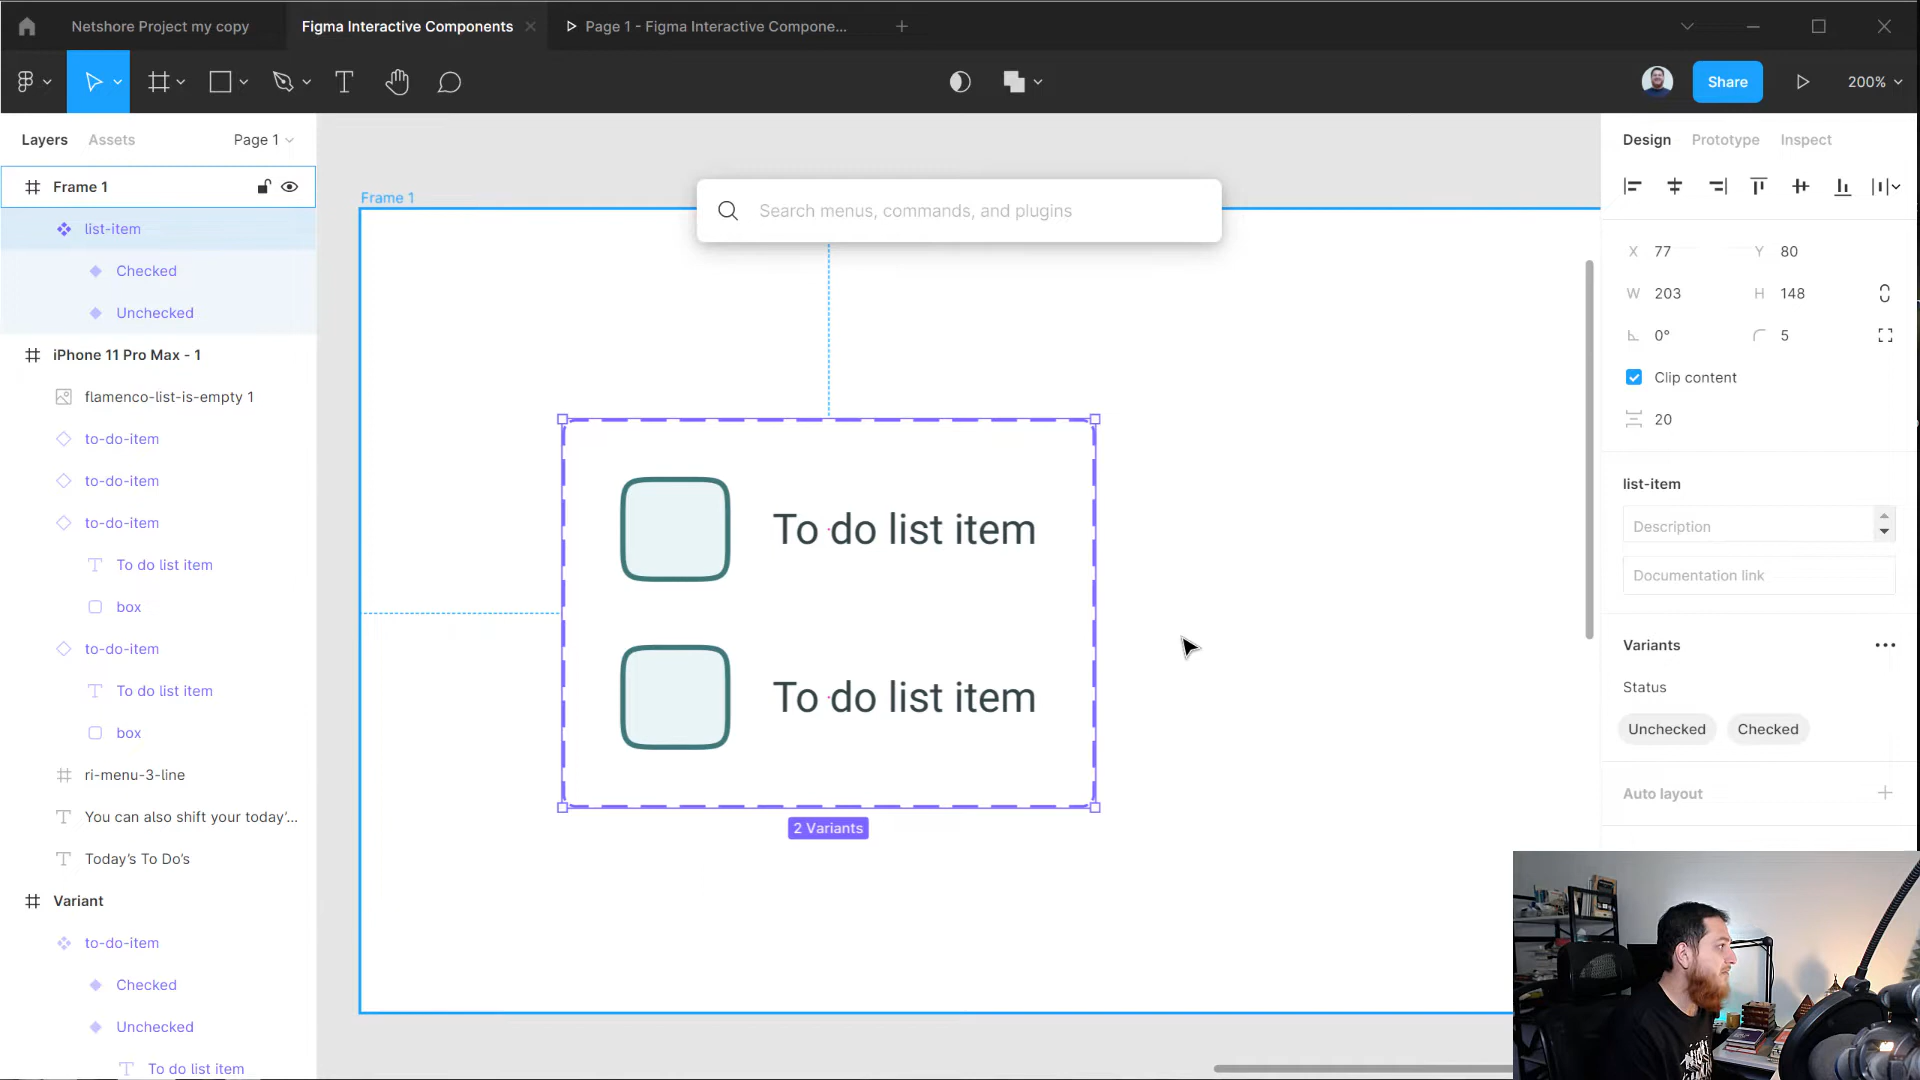 Netshore Project my copy
Figma Interactive Components
Page 1 - Figma Interactive Compone...
Share
200%
Layers
Assets
Page 1
Frame 1
list-item
Checked
Unchecked
iPhone 11 Pro Max - 1
flamenco-list-is-empty 1
to-do-item
to-do-item
to-do-item
To do list item
box
to-do-item
To do list item
box
ri-menu-3-line
You can also shift your today'...
Today's To Do's
Variant
to-do-item
Checked
Unchecked
To do list item
Frame 1
Search menus, commands, and plugins
To do list item
To do list item
2 Variants
Design
Prototype
Inspect
X 77
Y 80
W 203
H 148
0°
5
Clip content
20
list-item
Description
Documentation link
Variants
Status
Unchecked
Checked
Auto layout